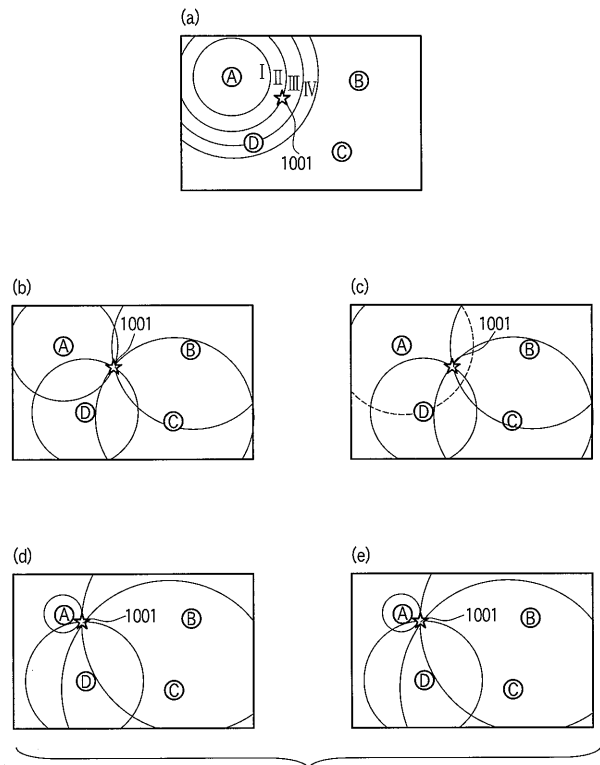 (a)
A I II III IV B
D C
1001
(b) (c)
1001 1001
A B A B
D C D C
(d) (e)
A 1001 B A 1001 B
D C D C